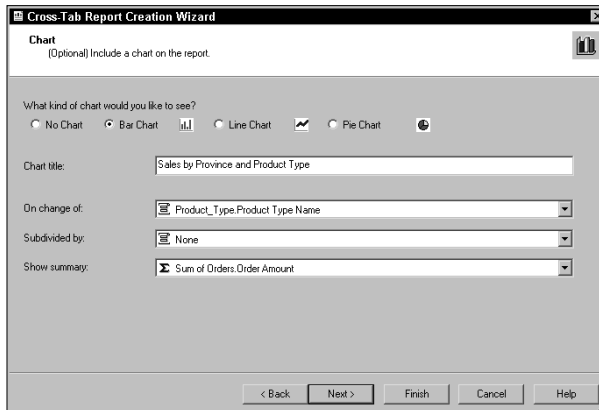 Cross-Tab Report Creation Wizard
Chart
(Optional) Include a chart on the report.
What kind of chart would you like to see?
No Chart Bar Chart Line Chart Pie Chart
Chart title: Sales by Province and Product Type
On change of: Product_Type.Product Type Name
Subdivided by: None
Show summary: Σ Sum of Orders.Order Amount
< Back Next > Finish Cancel Help